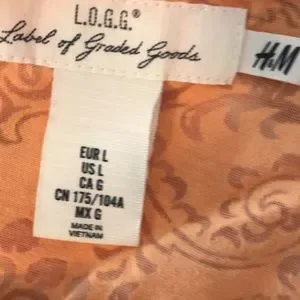 L.O.G.G.®
Label of Graded Goods
H&M
EUR L
US L
CA G
CN 175/104A
MX G
MADE IN
VIETNAM